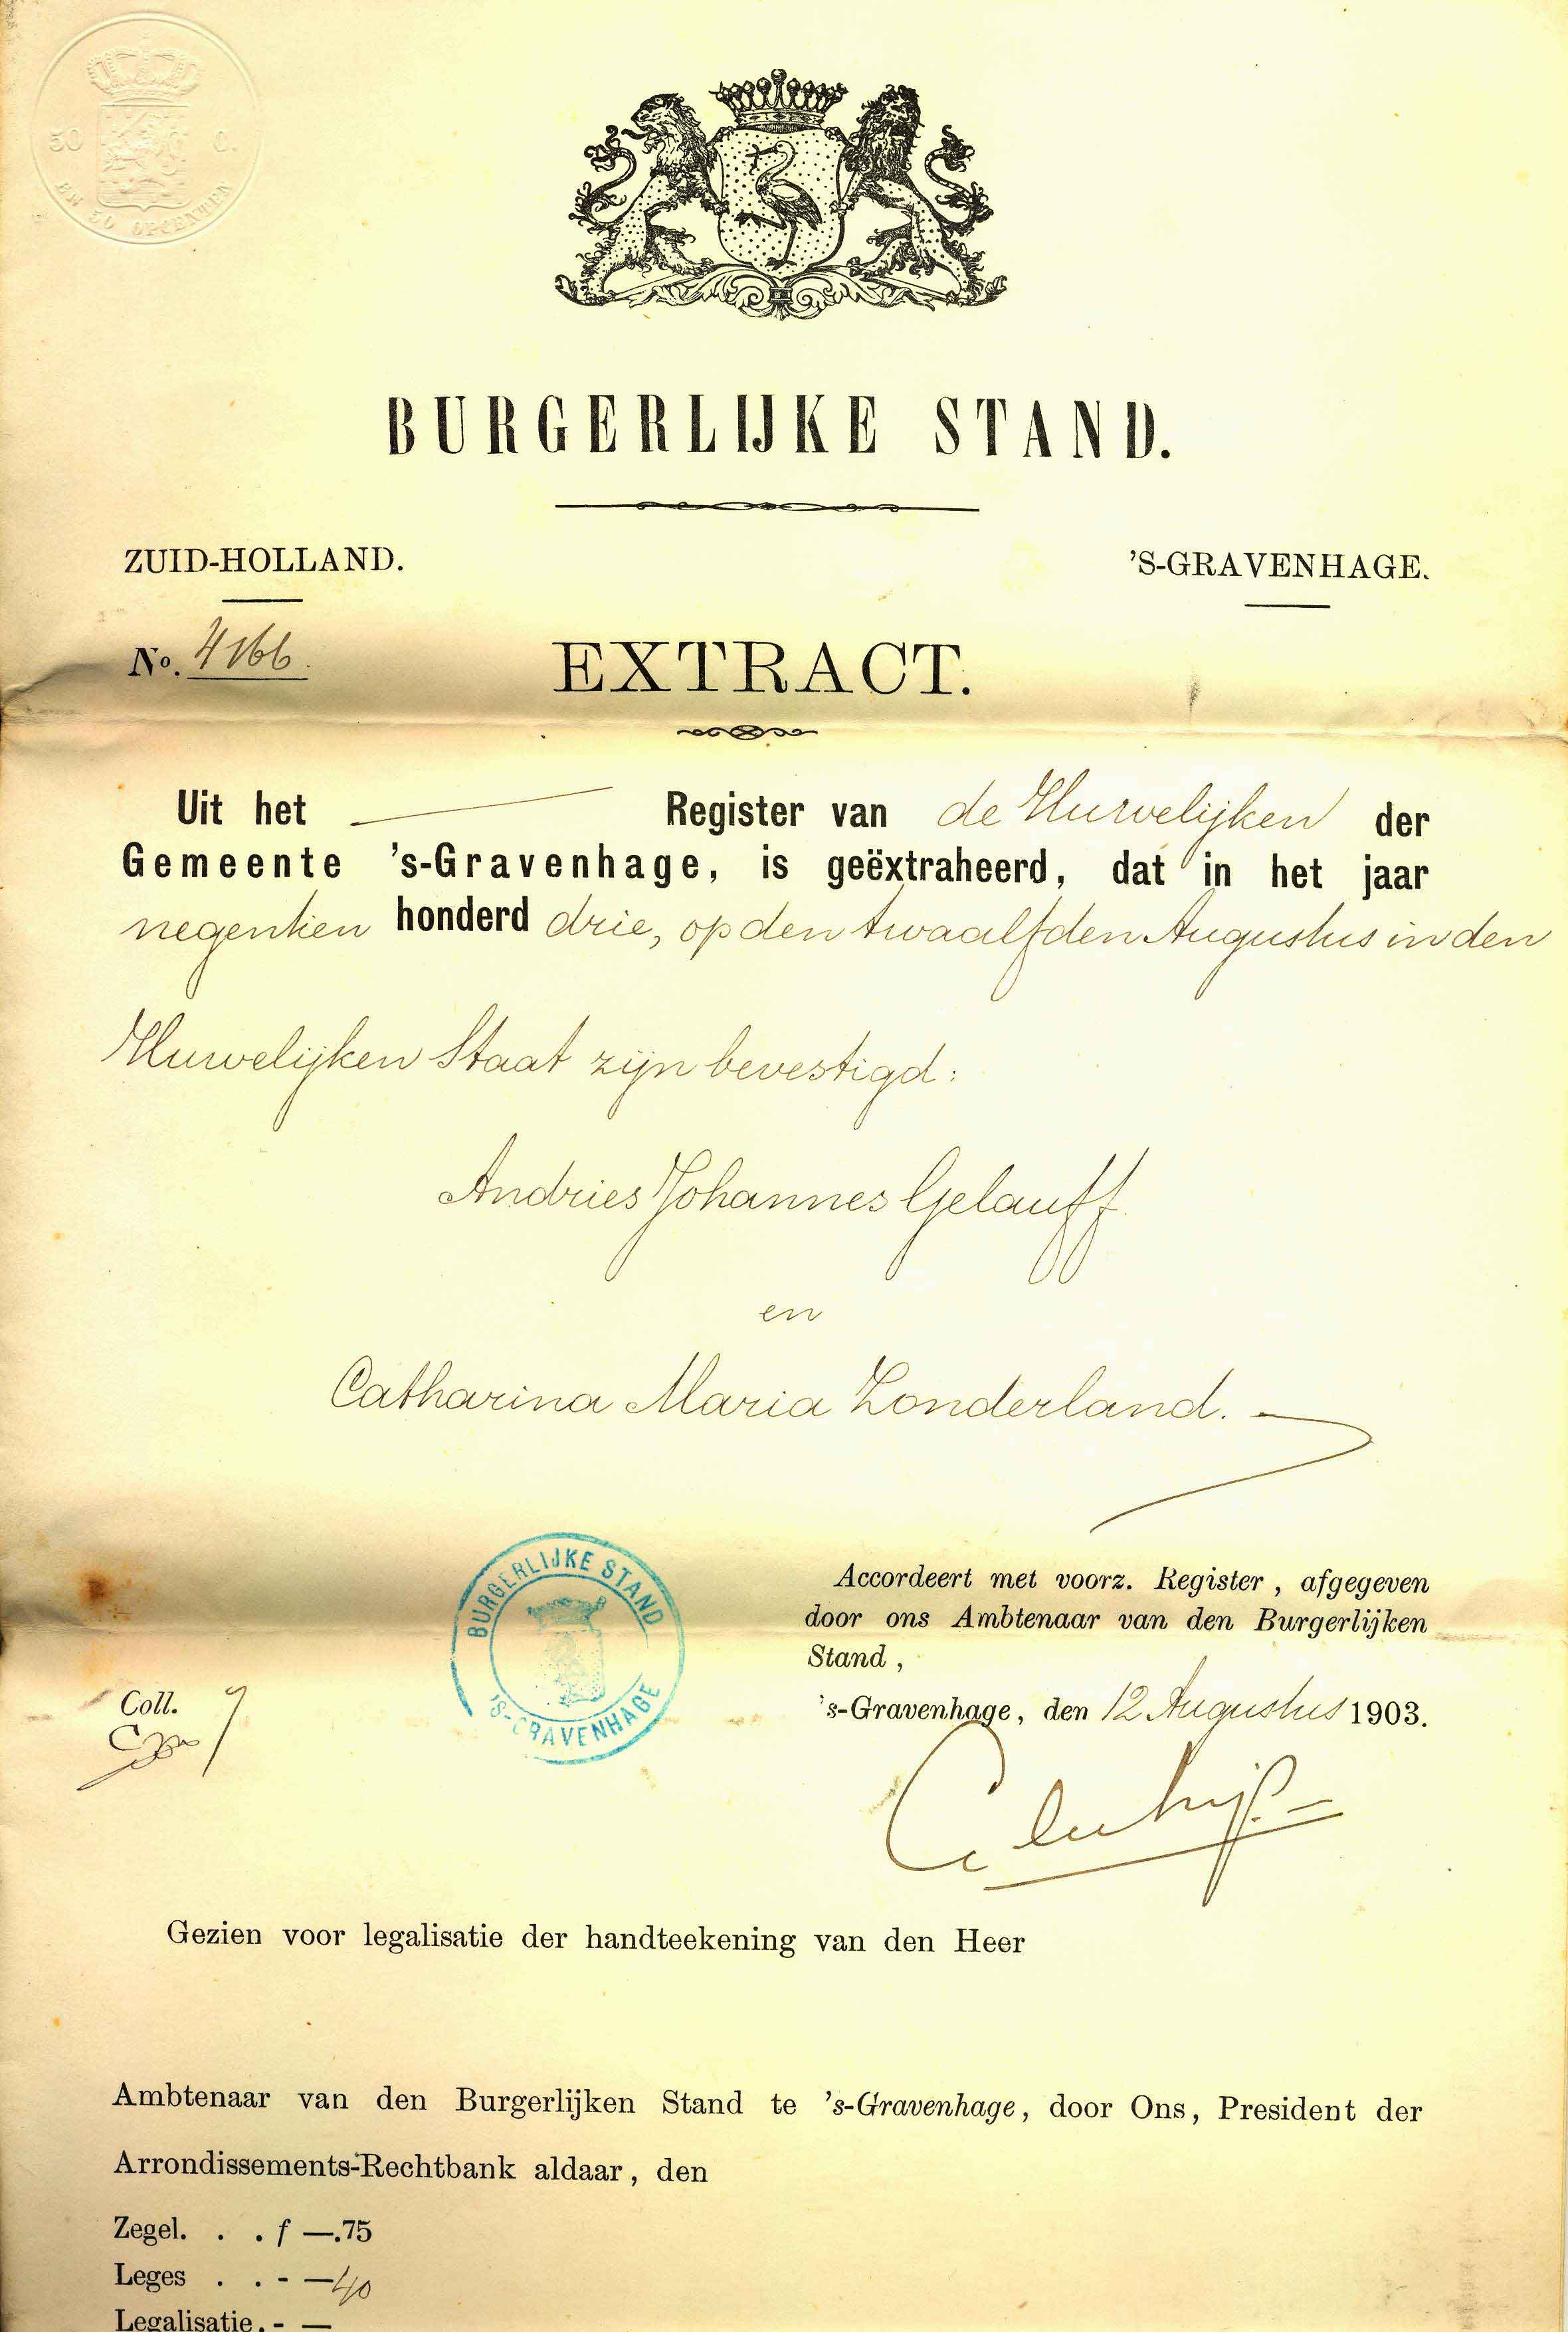 50 C.
EN 50 OPCENTEN
BURGERLIJKE STAND.
ZUID-HOLLAND.
'S-GRAVENHAGE.
No. 4166.
EXTRACT.
Uit het Register van de Huwelijken der
Gemeente 's-Gravenhage, is geëxtraheerd, dat in het jaar
negentien honderd drie, op den twaalfden Augustus in den
Huwelijken Staat zijn bevestigd:
Andries Johannes Gelauff
en
Catharina Maria Zonderland.
BURGERLIJKE STAND
'S-GRAVENHAGE
Accordeert met voorz. Register, afgegeven
door ons Ambtenaar van den Burgerlijken
Stand,
's-Gravenhage, den 12 Augustus 1903.
Coll.
Gezien voor legalisatie der handteekening van den Heer
Ambtenaar van den Burgerlijken Stand te 's-Gravenhage, door Ons, President der
Arrondissements-Rechtbank aldaar, den
Zegel. . . f —.75
Leges . . - —40
Legalisatie. - —